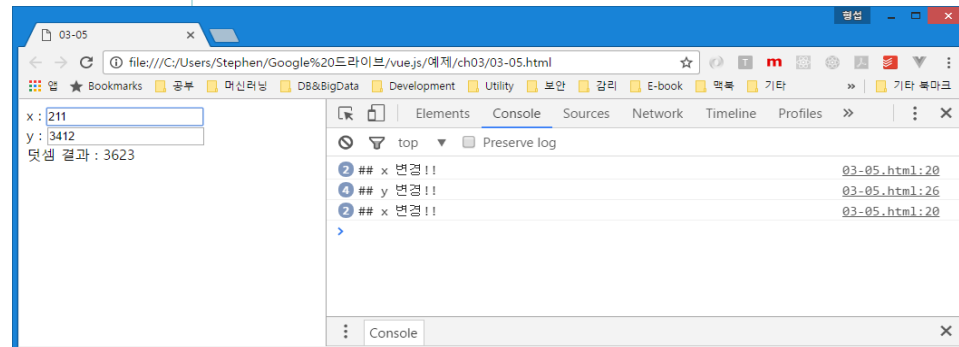 형섭
03-05
file:///C:/Users/Stephen/Google%20드라이브/vue.js/예제/ch03/03-05.html
앱 Bookmarks 공부 머신러닝 DB&BigData Development Utility 보안 감리 E-book 맥북 기타 » 기타 북마크
x : 211
y : 3412
덧셈 결과 : 3623
Elements Console Sources Network Timeline Profiles »
top ▼ Preserve log
2 ## x 변경!! 03-05.html:20
4 ## y 변경!! 03-05.html:26
2 ## x 변경!! 03-05.html:20
>
Console